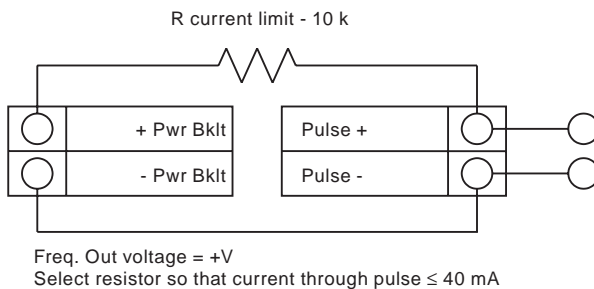 R current limit - 10 k
+ Pwr Bklt
Pulse +
- Pwr Bklt
Pulse -
Freq. Out voltage = +V
Select resistor so that current through pulse ≤ 40 mA